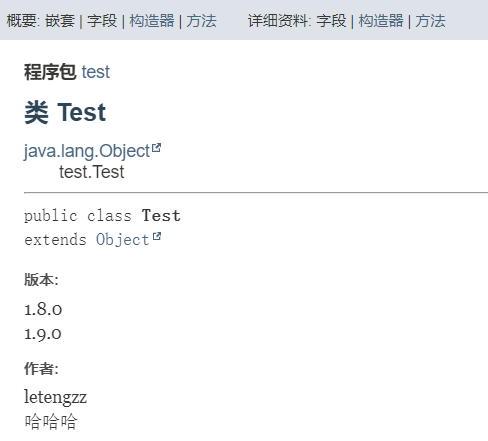 概要: 嵌套 | 字段 | 构造器 | 方法 详细资料: 字段 | 构造器 | 方法
程序包 test
类 Test
java.lang.Object
test.Test
public class Test
extends Object
版本:
1.8.0
1.9.0
作者:
letengzz
哈哈哈